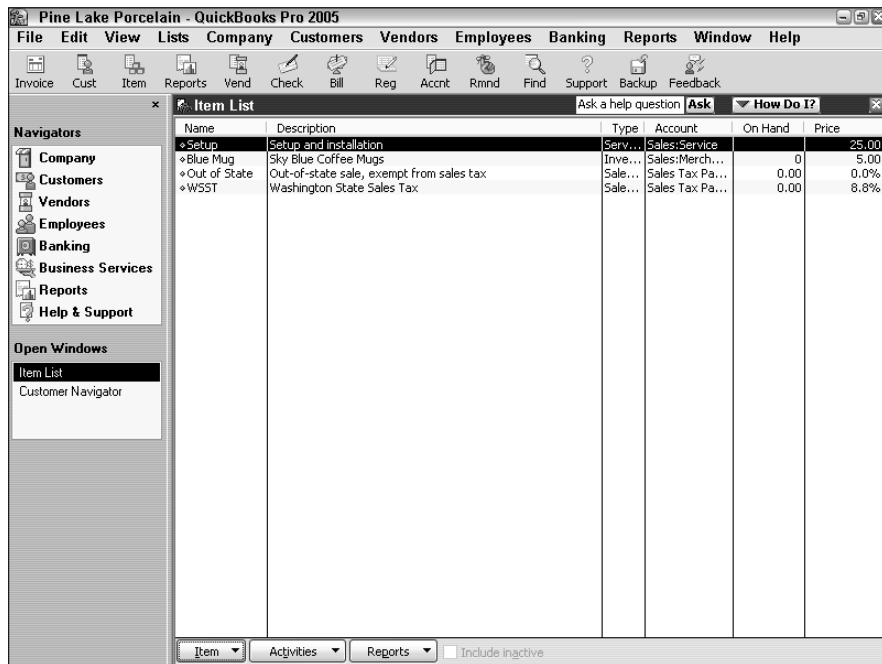 Pine Lake Porcelain - QuickBooks Pro 2005
File Edit View Lists Company Customers Vendors Employees Banking Reports Window Help
Invoice Cust Item Reports Vend Check Bill Reg Accnt Rmnd Find Support Backup Feedback
Item List Ask a help question Ask How Do I?
Navigators
Company
Customers
Vendors
Employees
Banking
Business Services
Reports
Help & Support
Open Windows
Item List
Customer Navigator
Name Description Type Account On Hand Price
Setup Setup and installation Serv... Sales:Service 25.00
Blue Mug Sky Blue Coffee Mugs Inve... Sales:Merch... 0 5.00
Out of State Out-of-state sale, exempt from sales tax Sale... Sales Tax Pa... 0.00 0.0%
WSST Washington State Sales Tax Sale... Sales Tax Pa... 0.00 8.8%
Item Activities Reports Include inactive